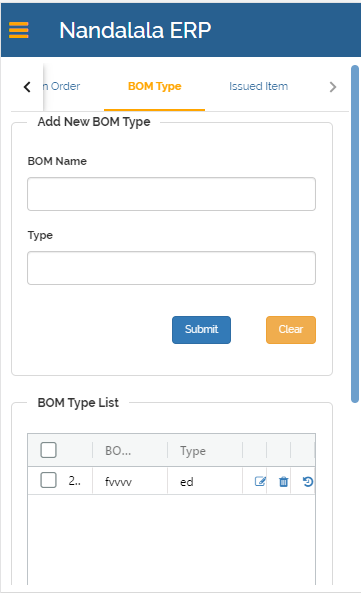 Nandalala ERP
n Order BOM Type Issued Item
Add New BOM Type
BOM Name
Type
Submit Clear
BOM Type List
BO... Type
2.. fvvvv ed